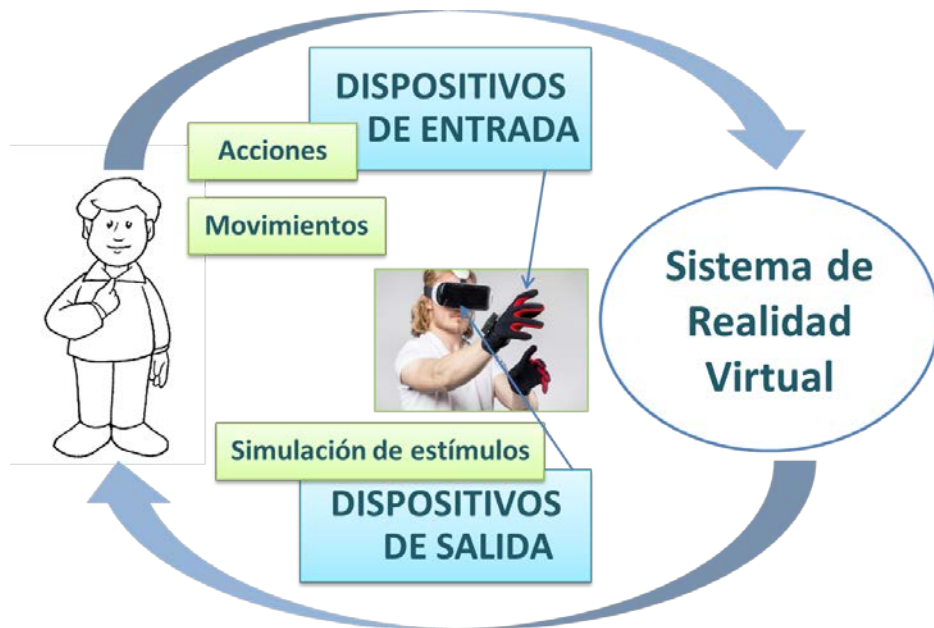 DISPOSITIVOS
DE ENTRADA
Acciones
Movimientos
Sistema de
Realidad
Virtual
Simulación de estímulos
DISPOSITIVOS
DE SALIDA